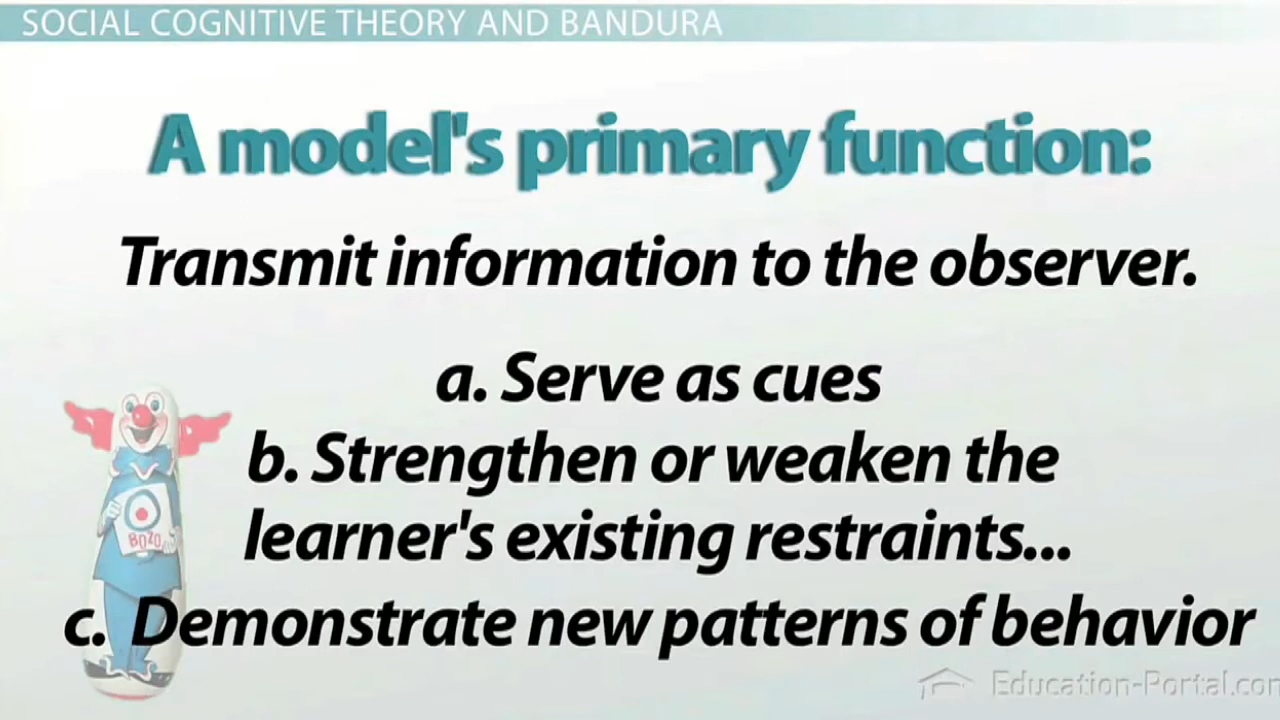 SOCIAL COGNITIVE THEORY AND BANDURA
A model's primary function:
Transmit information to the observer.
a. Serve as cues
b. Strengthen or weaken the
learner's existing restraints...
c. Demonstrate new patterns of behavior
BOZO
Education-Portal.com